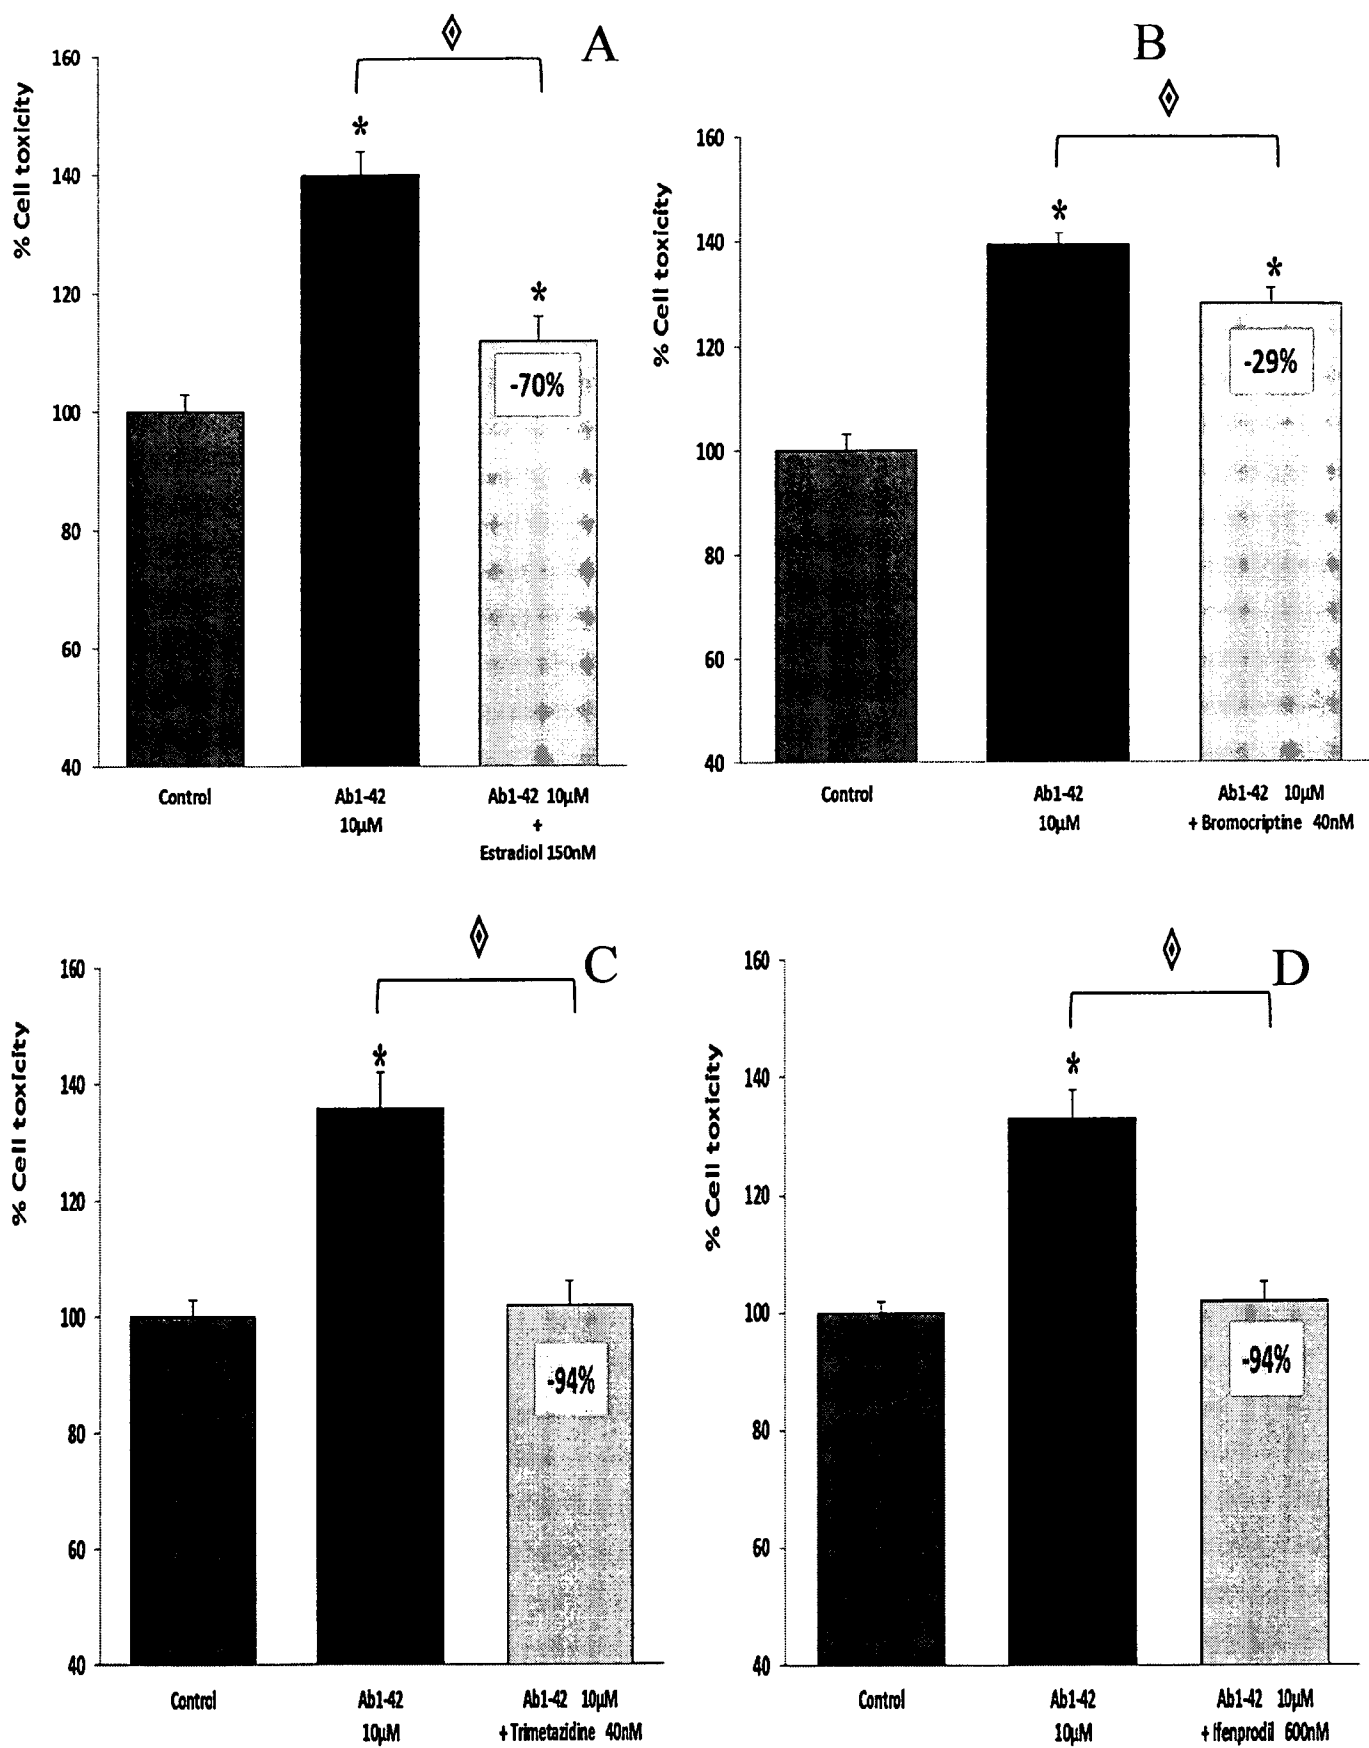 A
160
% Cell toxicity
140
120
100
80
60
40
*
*
-70%
Control
Ab1-42
10µM
Ab1-42 10µM
+
Estradiol 150nM
B
160
% Cell toxicity
140
120
100
80
60
40
*
*
-29%
Control
Ab1-42
10µM
Ab1-42 10µM
+ Bromocriptine 40nM
C
160
% Cell toxicity
140
120
100
80
60
40
*
-94%
Control
Ab1-42
10µM
Ab1-42 10µM
+ Trimetazidine 40nM
D
160
% Cell toxicity
140
120
100
80
60
40
*
-94%
Control
Ab1-42
10µM
Ab1-42 10µM
+ Ifenprodil 600nM